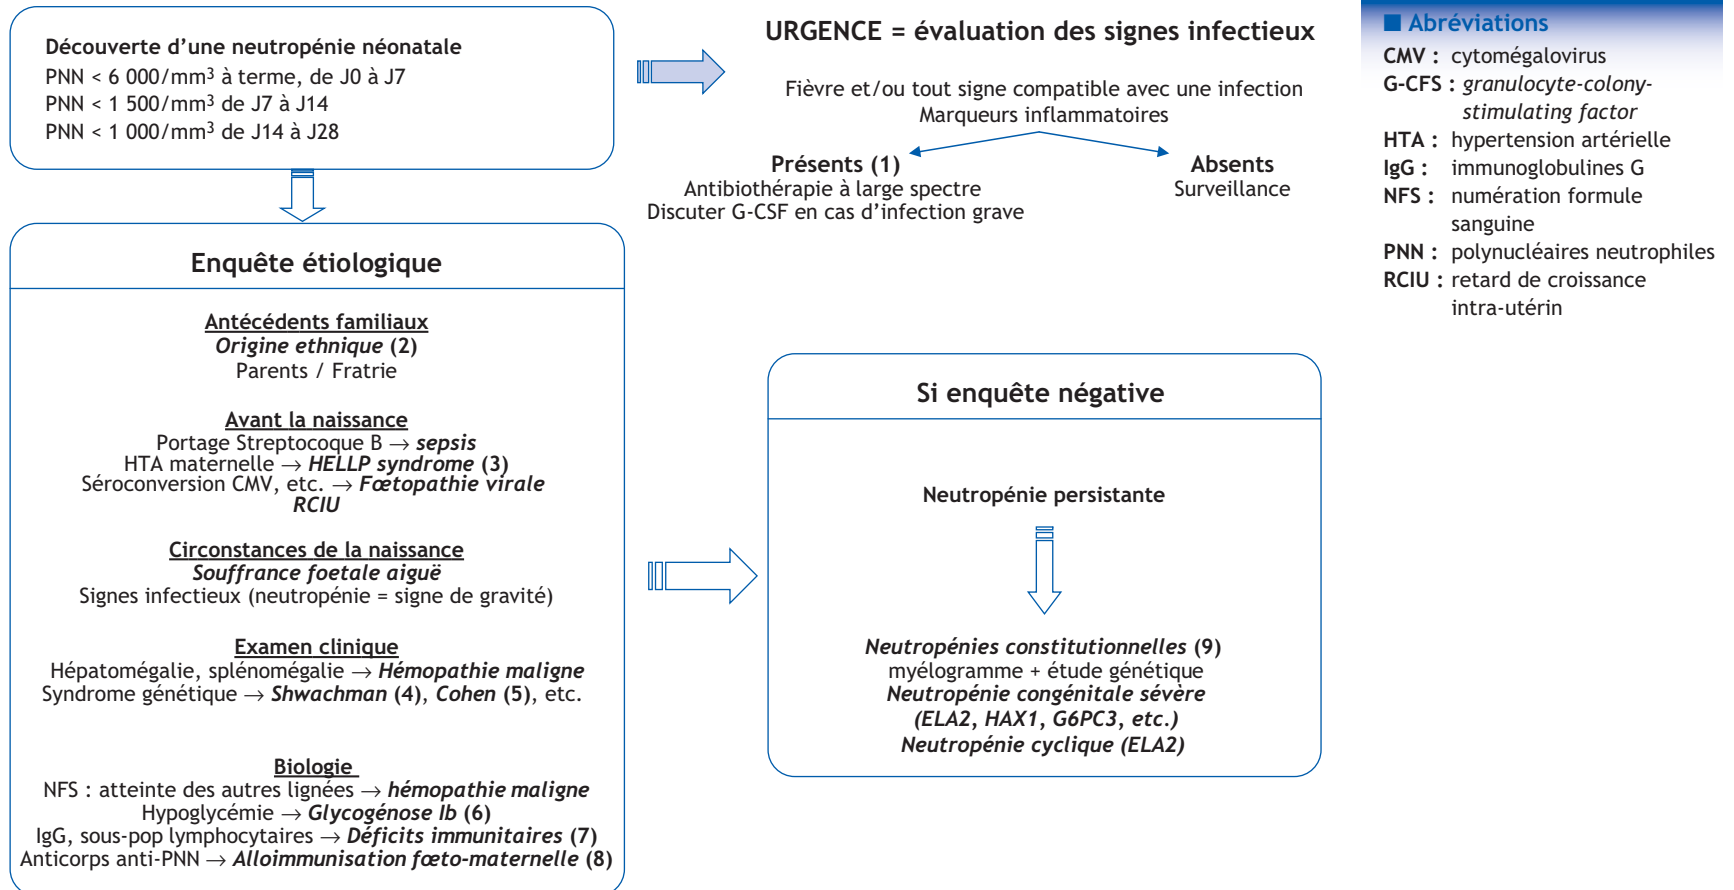 Découverte d’une neutropénie néonatale
PNN < 6 000/mm³ à terme, de J0 à J7
PNN < 1 500/mm³ de J7 à J14
PNN < 1 000/mm³ de J14 à J28
URGENCE = évaluation des signes infectieux
Fièvre et/ou tout signe compatible avec une infection
Marqueurs inflammatoires
Présents (1)
Antibiothérapie à large spectre
Discuter G-CSF en cas d’infection grave
Absents
Surveillance
■ Abréviations
CMV : cytomégalovirus
G-CFS : granulocyte-colony-
stimulating factor
HTA : hypertension artérielle
IgG : immunoglobulines G
NFS : numération formule
sanguine
PNN : polynucléaires neutrophiles
RCIU : retard de croissance
intra-utérin
Enquête étiologique
Antécédents familiaux
Origine ethnique (2)
Parents / Fratrie
Avant la naissance
Portage Streptocoque B → sepsis
HTA maternelle → HELLP syndrome (3)
Séroconversion CMV, etc. → Fœtopathie virale
RCIU
Circonstances de la naissance
Souffrance foetale aiguë
Signes infectieux (neutropénie = signe de gravité)
Examen clinique
Hépatomégalie, splénomégalie → Hémopathie maligne
Syndrome génétique → Shwachman (4), Cohen (5), etc.
Biologie
NFS : atteinte des autres lignées → hémopathie maligne
Hypoglycémie → Glycogénose Ib (6)
IgG, sous-pop lymphocytaires → Déficits immunitaires (7)
Anticorps anti-PNN → Alloimmunisation fœto-maternelle (8)
Si enquête négative
Neutropénie persistante
Neutropénies constitutionnelles (9)
myélogramme + étude génétique
Neutropénie congénitale sévère
(ELA2, HAX1, G6PC3, etc.)
Neutropénie cyclique (ELA2)